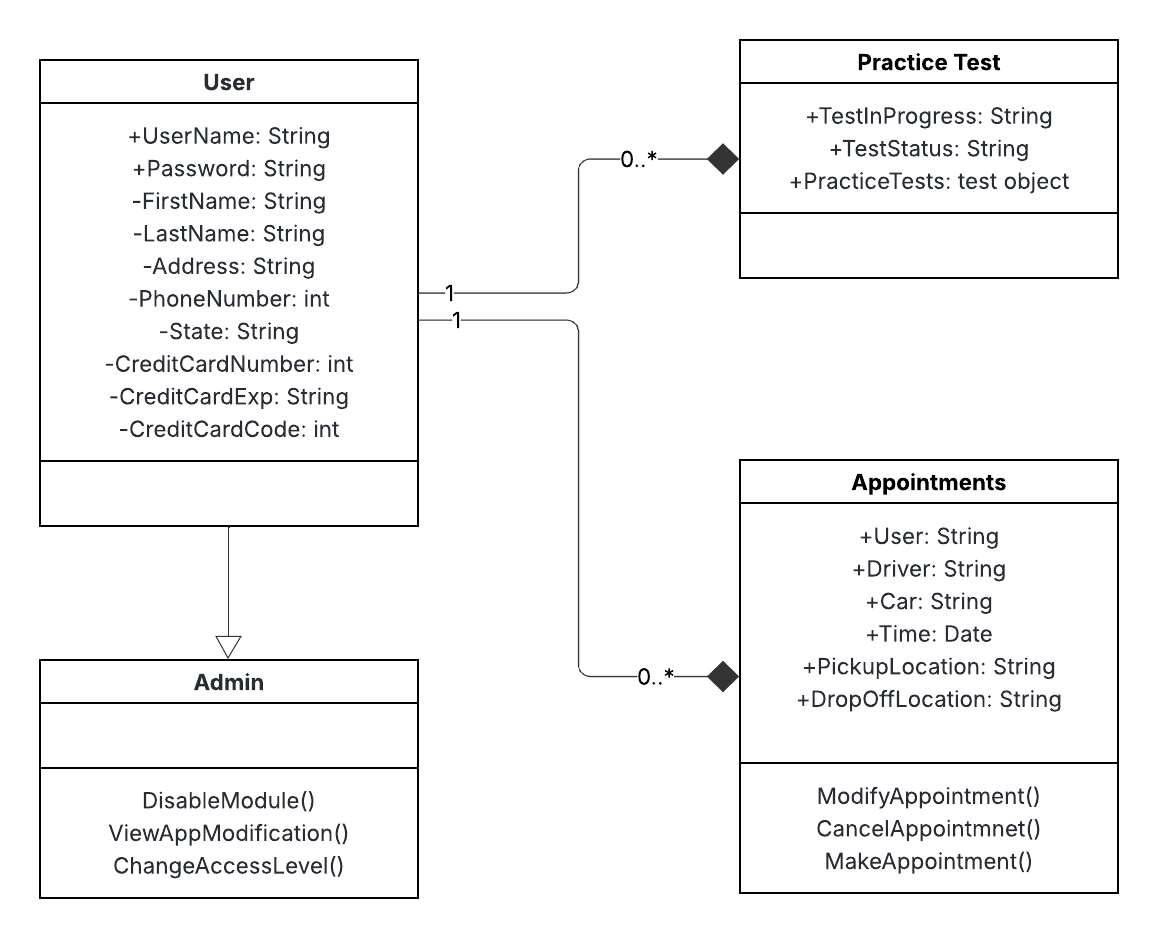 User
+UserName: String
+Password: String
-FirstName: String
-LastName: String
-Address: String
-PhoneNumber: int
-State: String
-CreditCardNumber: int
-CreditCardExp: String
-CreditCardCode: int
1
1
0..*
0..*
Practice Test
+TestInProgress: String
+TestStatus: String
+PracticeTests: test object
Appointments
+User: String
+Driver: String
+Car: String
+Time: Date
+PickupLocation: String
+DropOffLocation: String
ModifyAppointment()
CancelAppointmnet()
MakeAppointment()
Admin
DisableModule()
ViewAppModification()
ChangeAccessLevel()